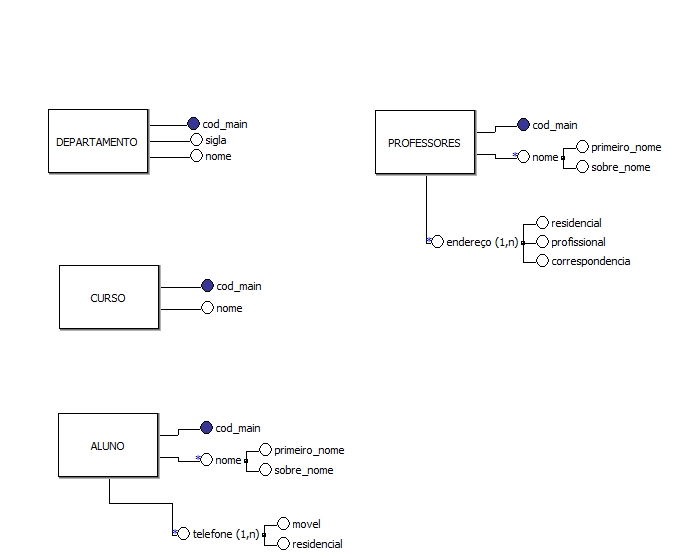 DEPARTAMENTO
cod_main
sigla
nome
PROFESSORES
cod_main
nome
primeiro_nome
sobre_nome
endereço (1,n)
residencial
profissional
correspondencia
CURSO
cod_main
nome
ALUNO
cod_main
nome
primeiro_nome
sobre_nome
telefone (1,n)
movel
residencial